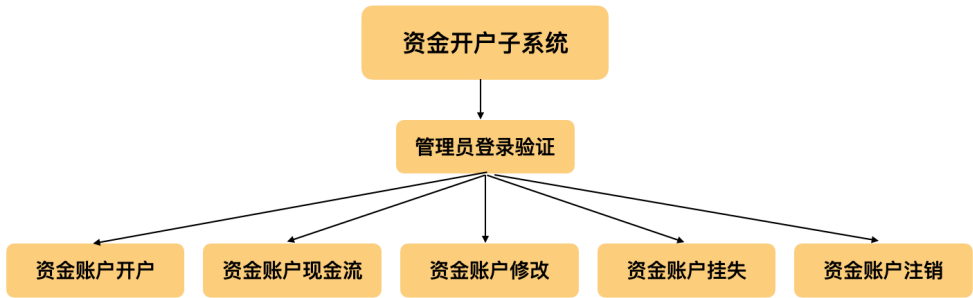 资金开户子系统
管理员登录验证
资金账户开户
资金账户现金流
资金账户修改
资金账户挂失
资金账户注销